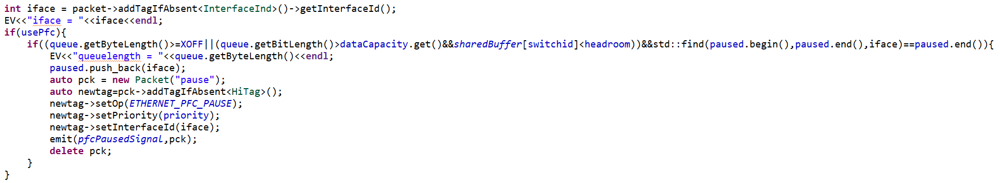 int iface = packet->addTagIfAbsent<InterfaceInd>()->getInterfaceId();
EV<<"iface = "<<iface<<endl;
if(usePfc){
    if((queue.getByteLength()>=XOFF||(queue.getBitLength()>dataCapacity.get()&&sharedBuffer[switchid]<headroom))&&std::find(paused.begin(),paused.end(),iface)==paused.end()){
        EV<<"queuelength = "<<queue.getByteLength()<<endl;
        paused.push_back(iface);
        auto pck = new Packet("pause");
        auto newtag=pck->addTagIfAbsent<HiTag>();
        newtag->setOp(ETHERNET_PFC_PAUSE);
        newtag->setPriority(priority);
        newtag->setInterfaceId(iface);
        emit(pfcPausedSignal,pck);
        delete pck;
    }
}